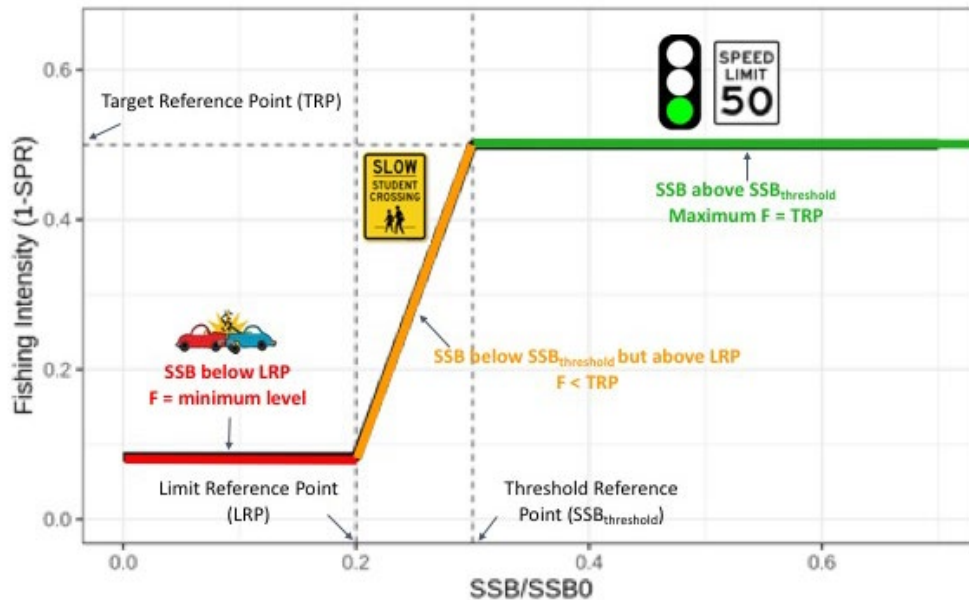 0.6
SPEED
LIMIT
50
Target Reference Point (TRP)
SLOW
STUDENT
CROSSING
SSB above SSBthreshold
Maximum F = TRP
0.4
Fishing Intensity (1-SPR)
SSB below LRP
F = minimum level
SSB below SSBthreshold but above LRP
F < TRP
0.2
Limit Reference Point
(LRP)
Threshold Reference
Point (SSBthreshold)
0.0
0.0
0.2
0.4
0.6
SSB/SSB0